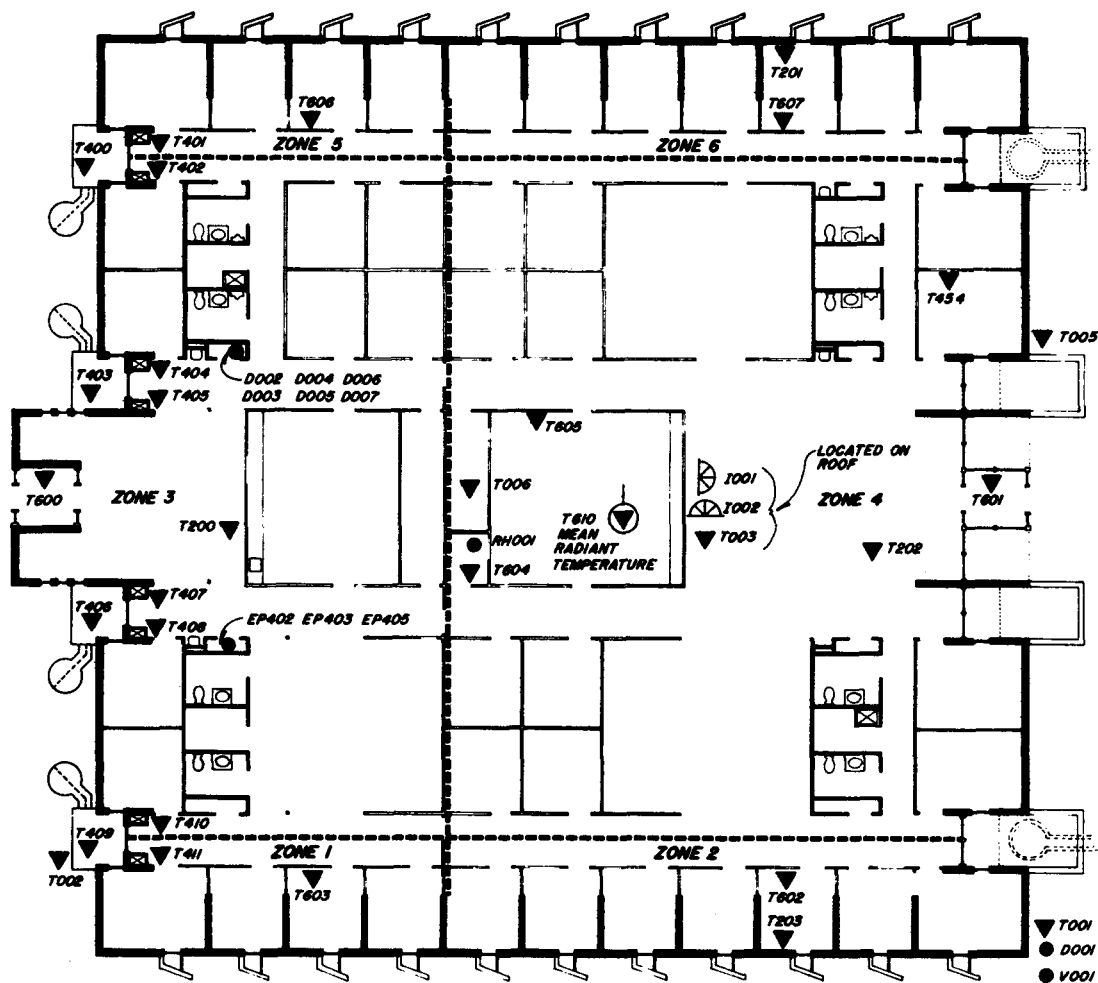 T201
T606
T607
T400
T401
ZONE 5
ZONE 6
T402
T454
T005
T403
T404
T405
D002 D004 D006
D003 D005 D007
T605
LOCATED ON
ROOF
T600
ZONE 3
T006
I001
ZONE 4
T601
T200
I002
T610
MEAN
RADIANT
TEMPERATURE
RH001
T003
T202
T604
T406
T407
T408
EP402 EP403 EP405
T409
T410
T411
ZONE 1
ZONE 2
T002
T603
T602
T203
T001
D001
V001